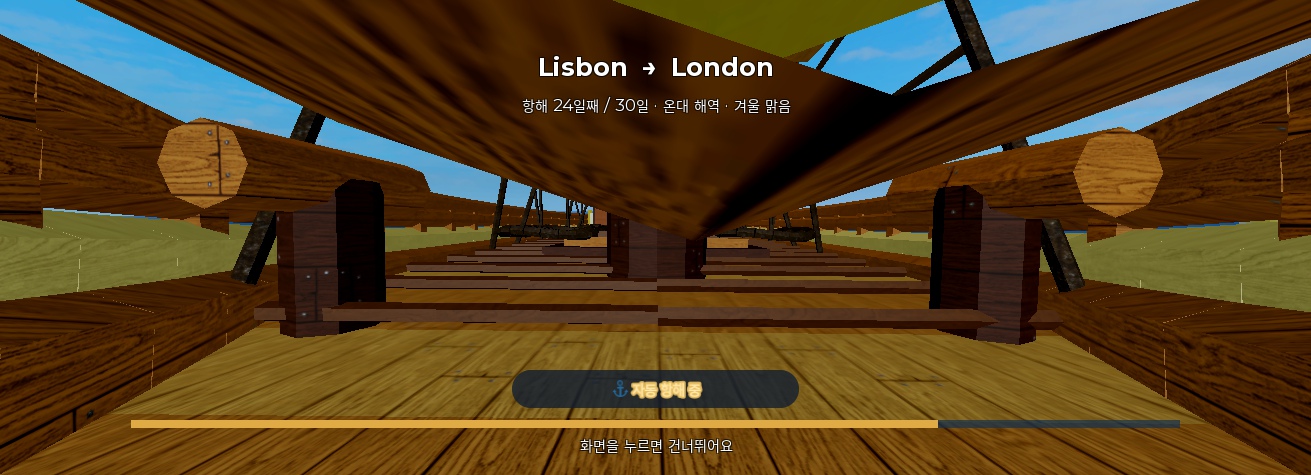 Lisbon → London
항해 24일째 / 30일 · 온대 해역 · 겨울 맑음
⚓ 자동 항해 중
화면을 누르면 건너뛰어요